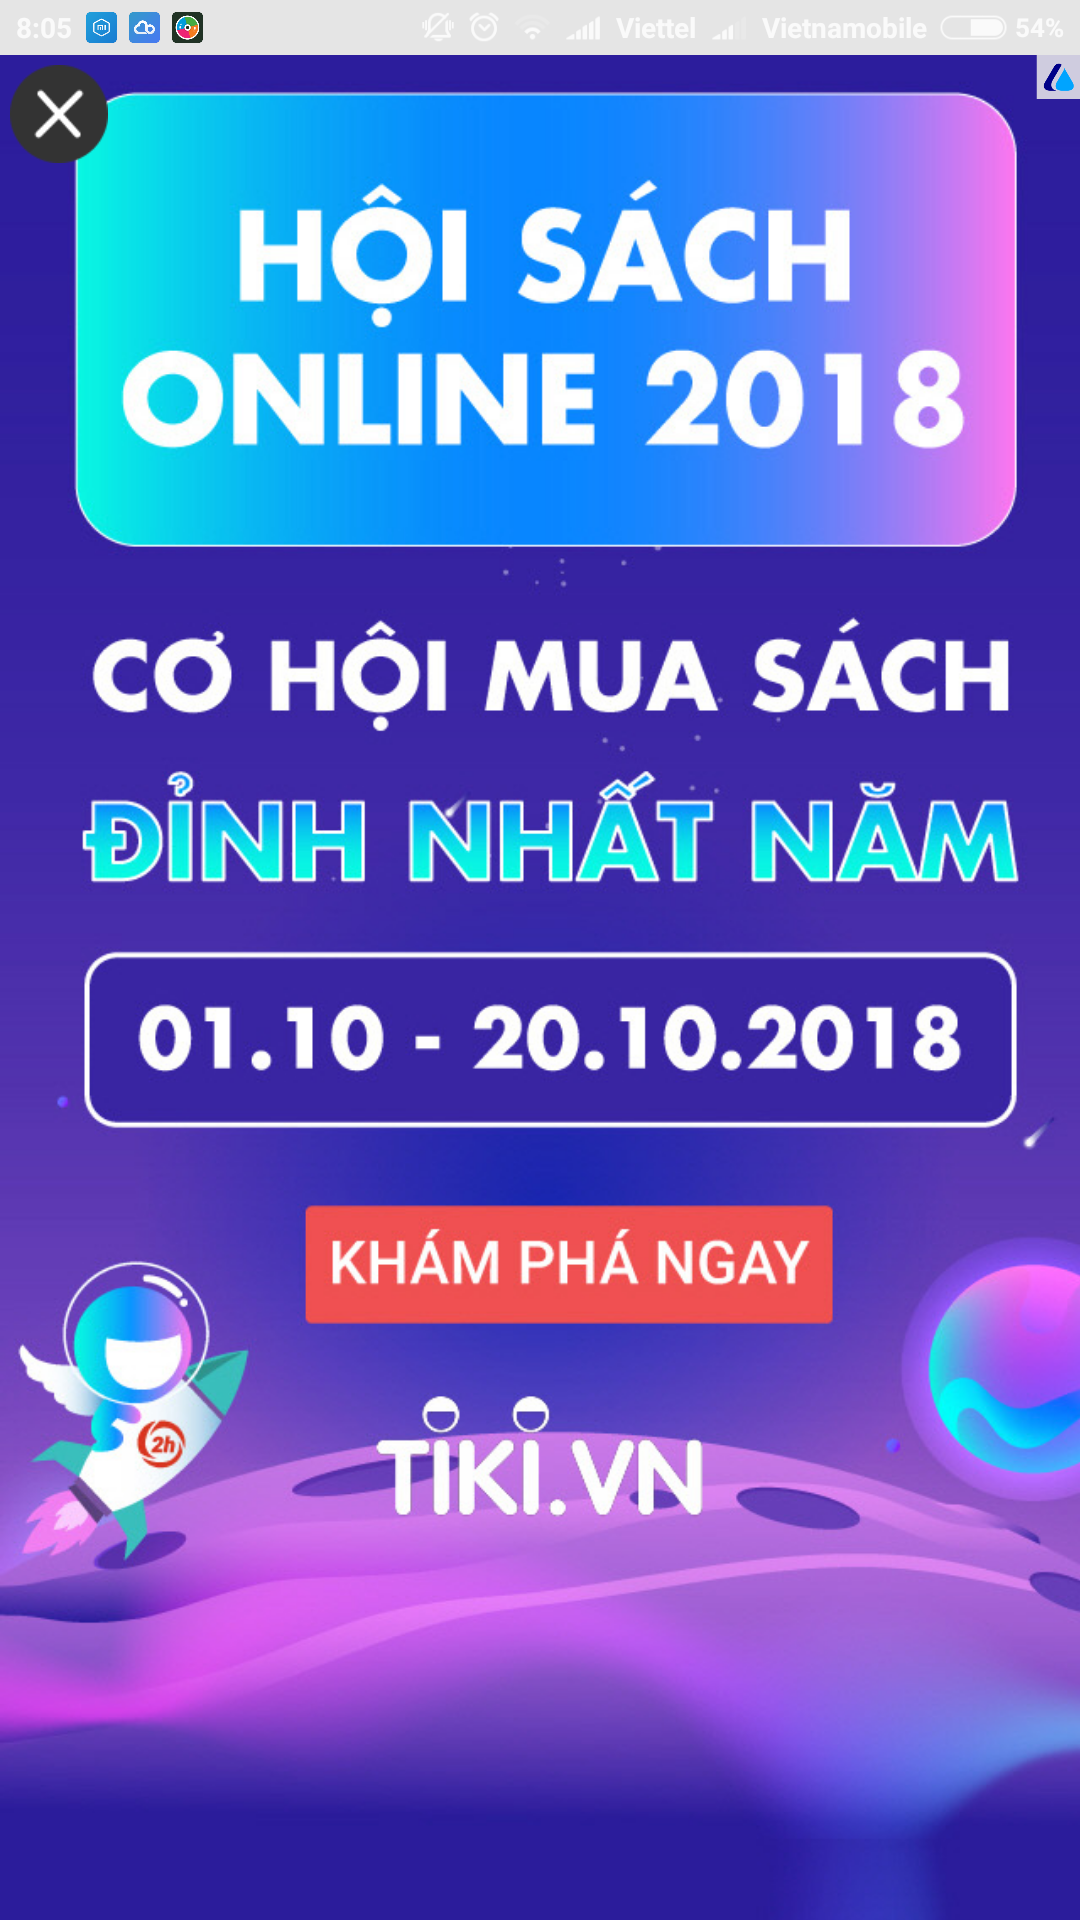 8:05 Viettel Vietnamobile 54%
HỘI SÁCH
ONLINE 2018
CƠ HỘI MUA SÁCH
ĐỈNH NHẤT NĂM
01.10 - 20.10.2018
KHÁM PHÁ NGAY
2h
TIKI.VN